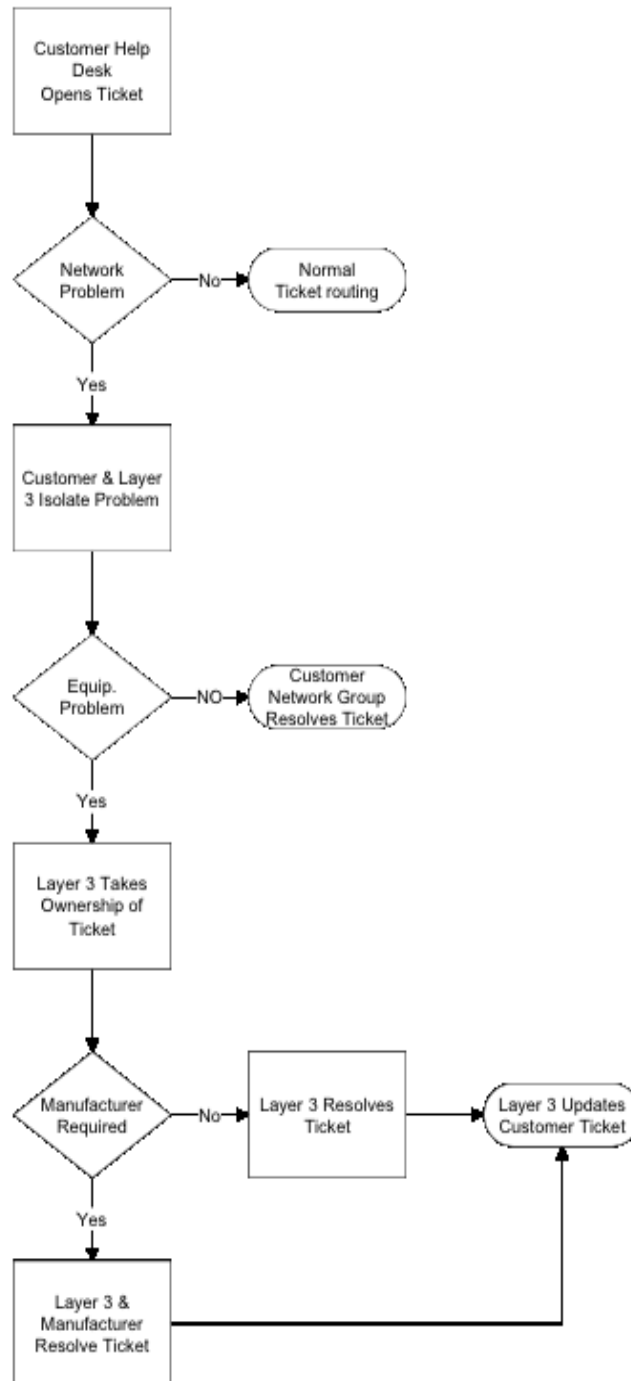 Customer Help
Desk
Opens Ticket
Network
Problem
No
Normal
Ticket routing
Yes
Customer & Layer
3 Isolate Problem
Equip.
Problem
NO
Customer
Network Group
Resolves Ticket
Yes
Layer 3 Takes
Ownership of
Ticket
Manufacturer
Required
No
Layer 3 Resolves
Ticket
Layer 3 Updates
Customer Ticket
Yes
Layer 3 &
Manufacturer
Resolve Ticket